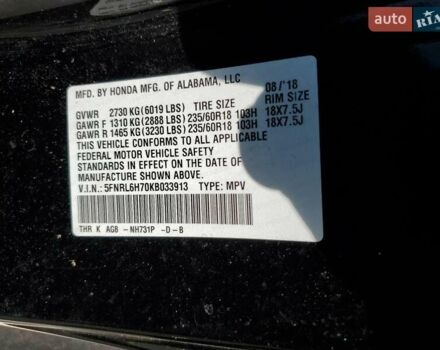 RIA
MFD. BY HONDA MFG. OF ALABAMA, LLC 08/'18
GVWR 2730 KG (6019 LBS) TIRE SIZE RIM SIZE
GAWR F 1310 KG (2888 LBS) 235/60R18 103H 18X7.5J
GAWR R 1465 KG (3230 LBS) 235/60R18 103H 18X7.5J
THIS VEHICLE CONFORMS TO ALL APPLICABLE
FEDERAL MOTOR VEHICLE SAFETY
STANDARDS IN EFFECT ON THE DATE OF
MANUFACTURE SHOWN ABOVE.
V.I.N.: 5FNRL6H70KB033913 TYPE: MPV
THR K AG8 -NH731P -D-B